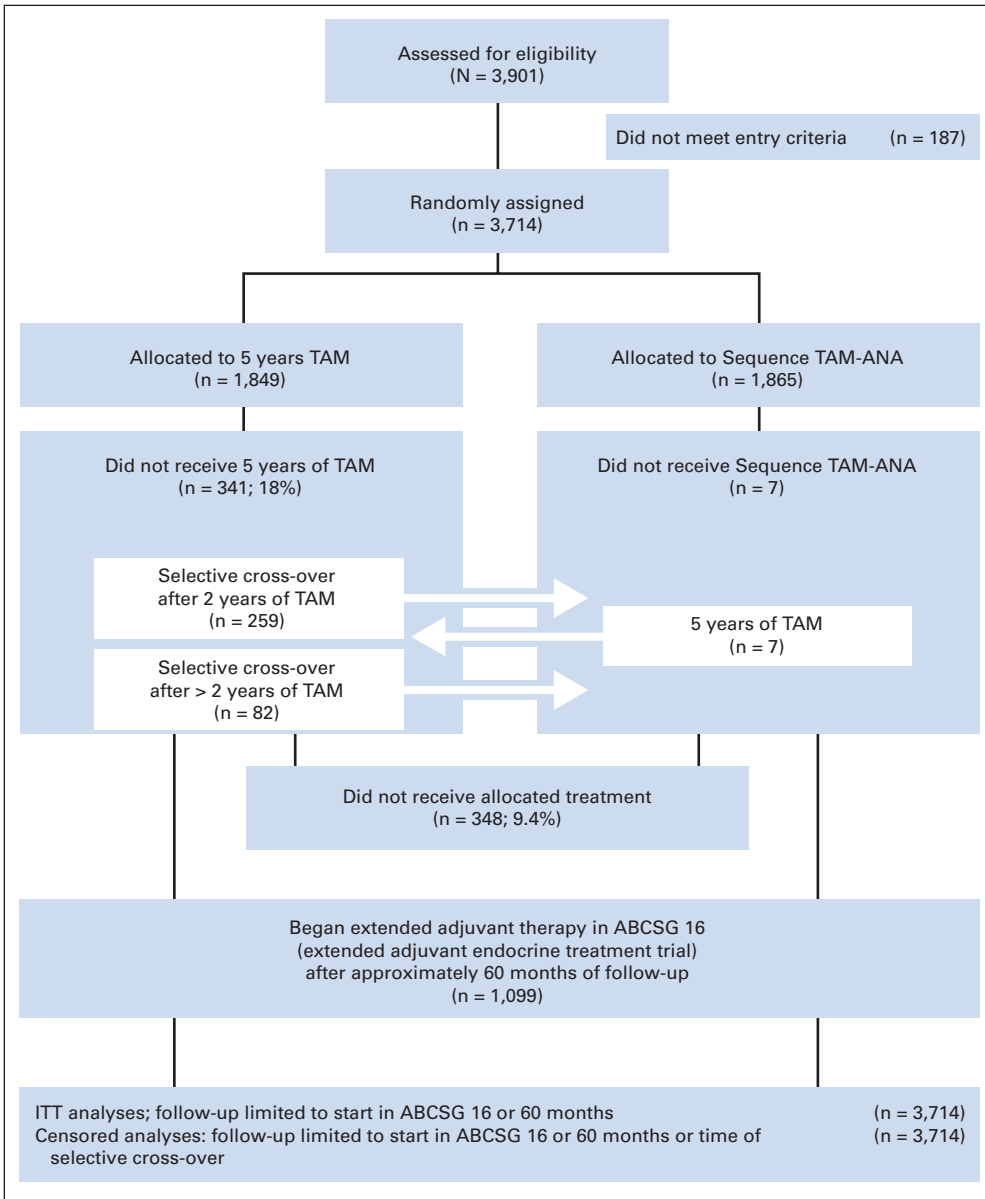 Assessed for eligibility
(N = 3,901)
Did not meet entry criteria (n = 187)
Randomly assigned
(n = 3,714)
Allocated to 5 years TAM
(n = 1,849)
Allocated to Sequence TAM-ANA
(n = 1,865)
Did not receive 5 years of TAM
(n = 341; 18%)
Did not receive Sequence TAM-ANA
(n = 7)
Selective cross-over
after 2 years of TAM
(n = 259)
5 years of TAM
(n = 7)
Selective cross-over
after > 2 years of TAM
(n = 82)
Did not receive allocated treatment
(n = 348; 9.4%)
Began extended adjuvant therapy in ABCSG 16
(extended adjuvant endocrine treatment trial)
after approximately 60 months of follow-up
(n = 1,099)
ITT analyses; follow-up limited to start in ABCSG 16 or 60 months (n = 3,714)
Censored analyses: follow-up limited to start in ABCSG 16 or 60 months or time of (n = 3,714)
selective cross-over